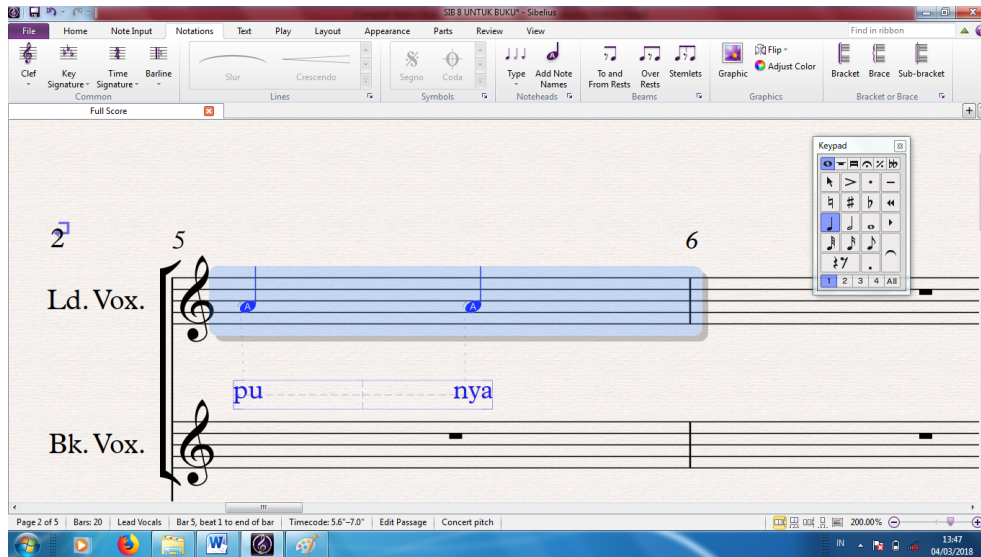 SIB 8 UNTUK BUKU* - Sibelius
File Home Note Input Notations Text Play Layout Appearance Parts Review View Find in ribbon
Clef Key Signature Time Signature Barline Slur Crescendo Segno Coda Type Add Note Names To and From Rests Over Rests Stemlets Graphic Flip Adjust Color Bracket Brace Sub-bracket
Common Lines Symbols Noteheads Beams Graphics Bracket or Brace
Full Score
Keypad
2 5 6
Ld. Vox.
A A
1 2 3 4 All
pu nya
Bk. Vox.
Page 2 of 5 Bars: 20 Lead Vocals Bar 5, beat 1 to end of bar Timecode: 5.6"–7.0" Edit Passage Concert pitch 200.00%
IN 13:47
04/03/2018